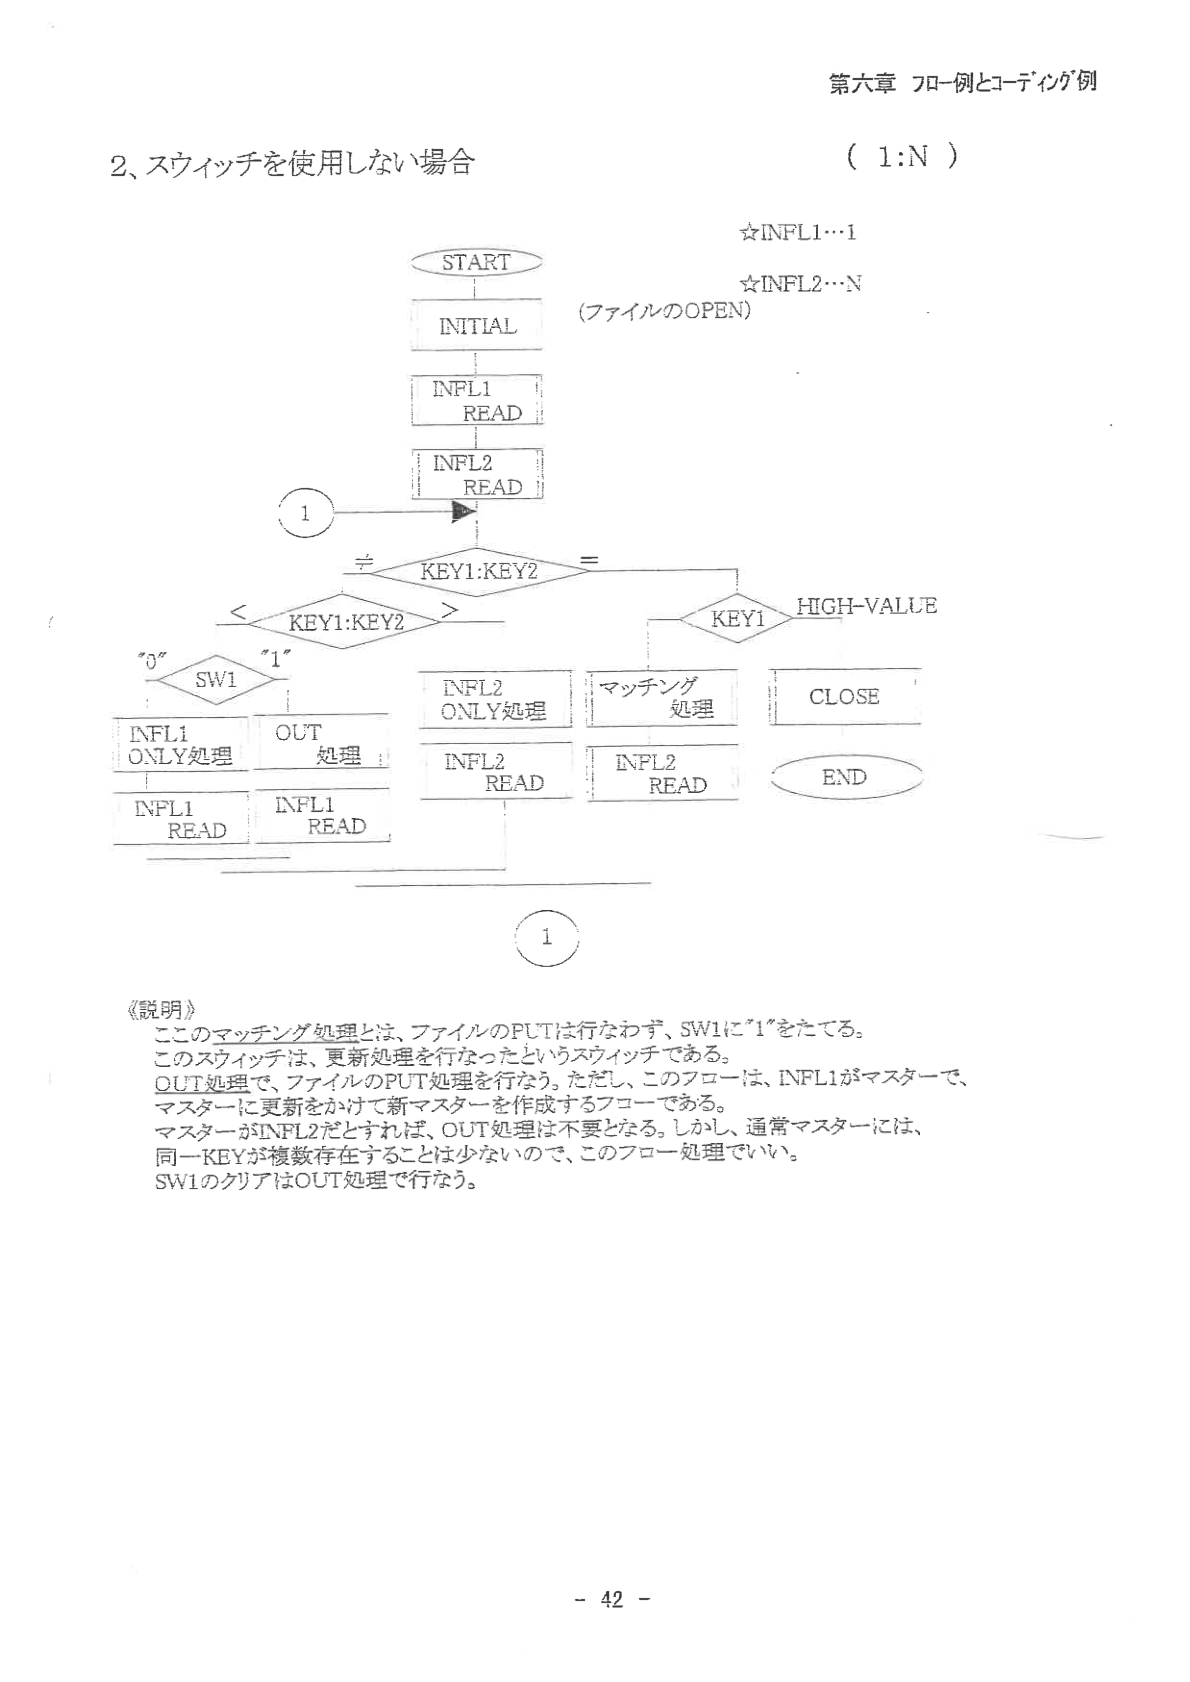 第六章 フロー例とコーディング例
2、スウィッチを使用しない場合
( 1:N )
☆INFL1…1
START
☆INFL2…N
(ファイルのOPEN)
INITIAL
INFL1
READ
INFL2
READ
1
≠
KEY1:KEY2
=
<
KEY1:KEY2
>
KEY1
HIGH-VALUE
"0"
SW1
"1"
INFL2
ONLY処理
マッチング
処理
CLOSE
INFL1
ONLY処理
OUT
処理
INFL2
READ
INFL2
READ
END
INFL1
READ
INFL1
READ
1
《説明》
ここのマッチング処理とは、ファイルのPUTは行なわず、SW1に"1"をたてる。
このスウィッチは、更新処理を行なったというスウィッチである。
OUT処理で、ファイルのPUT処理を行なう。ただし、このフローは、INFL1がマスターで、
マスターに更新をかけて新マスターを作成するフローである。
マスターがINFL2だとすれば、OUT処理は不要となる。しかし、通常マスターには、
同一KEYが複数存在することは少ないので、このフロー処理でいい。
SW1のクリアはOUT処理で行なう。
- 42 -